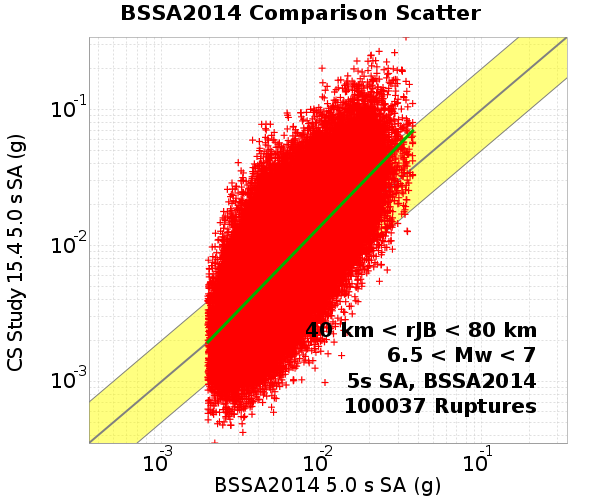 BSSA2014 Comparison Scatter
CS Study 15.4 5.0 s SA (g)
10-1
10-2
10-3
40 km < rJB < 80 km
6.5 < Mw < 7
5s SA, BSSA2014
100037 Ruptures
10-3 10-2 10-1
BSSA2014 5.0 s SA (g)